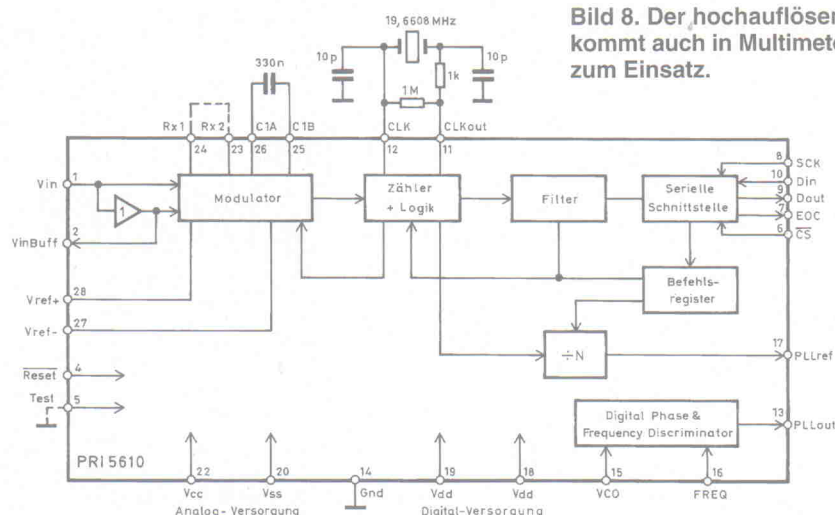 Bild 8. Der hochauflösen
kommt auch in Multimete
zum Einsatz.
19,6608 MHz
10p
10p
330n
1k
1M
Rx1
Rx2
C1A
C1B
CLK
CLKout
24
23
26
25
12
11
Vin
1
Modulator
Zähler
+ Logik
Filter
Serielle
Schnittstelle
8
SCK
10
Din
9
Dout
7
EOC
6
CS
1
2
VinBuff
28
Vref+
27
Vref-
Befehls-
register
÷N
17
PLLref
4
Reset
Test
5
Digital Phase &
Frequency Discriminator
13
PLLout
PRI 5610
22
20
14
19
18
15
16
Vcc
Vss
Gnd
Vdd
Vdd
VCO
FREQ
Analog-Versorgung
Digital-Versorgung